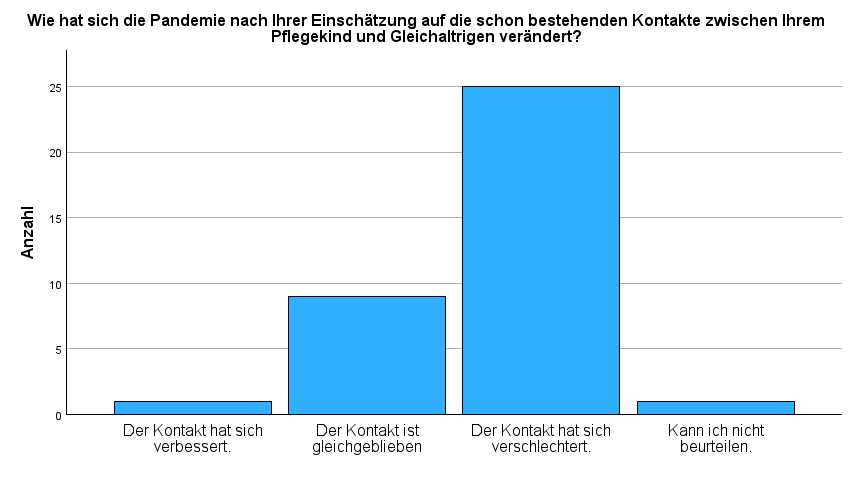 Wie hat sich die Pandemie nach Ihrer Einschätzung auf die schon bestehenden Kontakte zwischen Ihrem
Pflegekind und Gleichaltrigen verändert?
Anzahl
25
20
15
10
5
0
Der Kontakt hat sich
verbessert.
Der Kontakt ist
gleichgeblieben
Der Kontakt hat sich
verschlechtert.
Kann ich nicht
beurteilen.